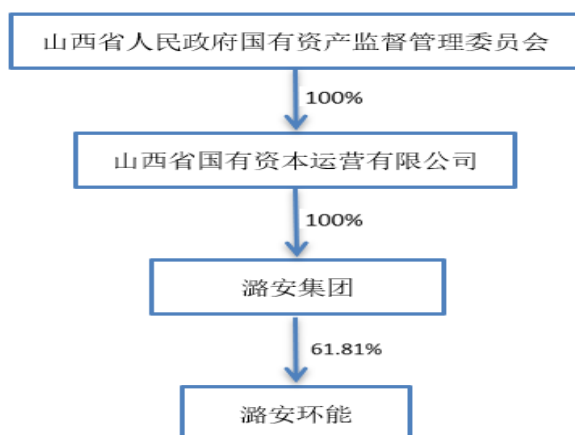 山西省人民政府国有资产监督管理委员会
100%
山西省国有资本运营有限公司
100%
潞安集团
61.81%
潞安环能